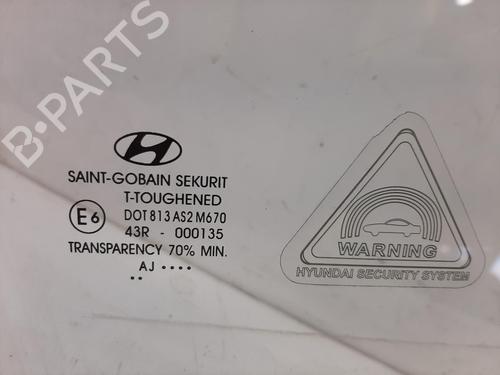 B·PARTS
SAINT-GOBAIN SEKURIT
T-TOUGHENED
E6 DOT 813 AS2 M670
43R - 000135
TRANSPARENCY 70% MIN.
AJ ••••
••
WARNING
HYUNDAI SECURITY SYSTEM